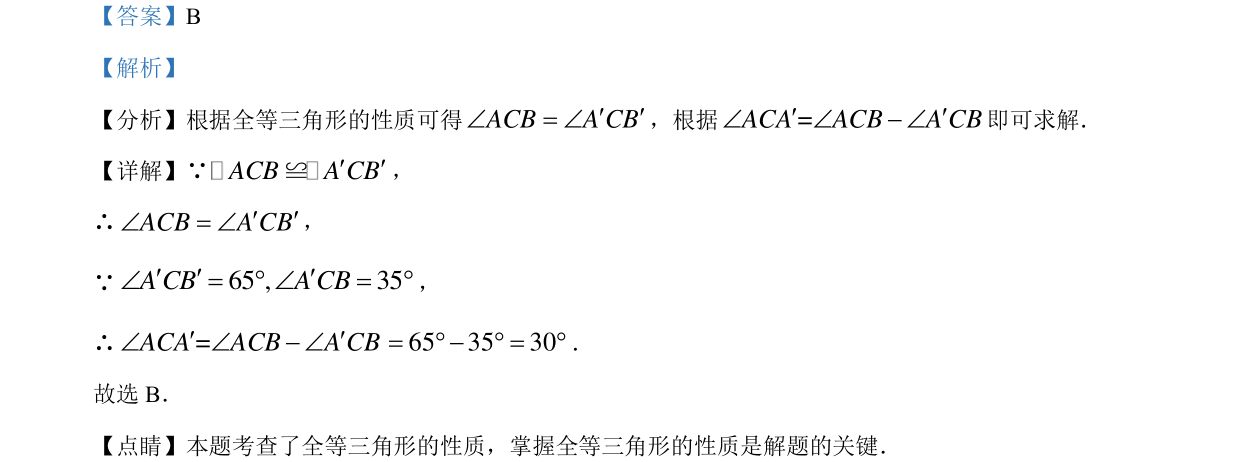 【答案】B
【解析】
【分析】根据全等三角形的性质可得∠ACB = ∠A′CB′，根据∠ACA′=∠ACB − ∠A′CB即可求解．
【详解】∵□ACB ≌□A′CB′，
∴∠ACB = ∠A′CB′，
∵∠A′CB′ = 65°,∠A′CB = 35°，
∴∠ACA′=∠ACB − ∠A′CB = 65° − 35° = 30°．
故选 B．
【点睛】本题考查了全等三角形的性质，掌握全等三角形的性质是解题的关键．